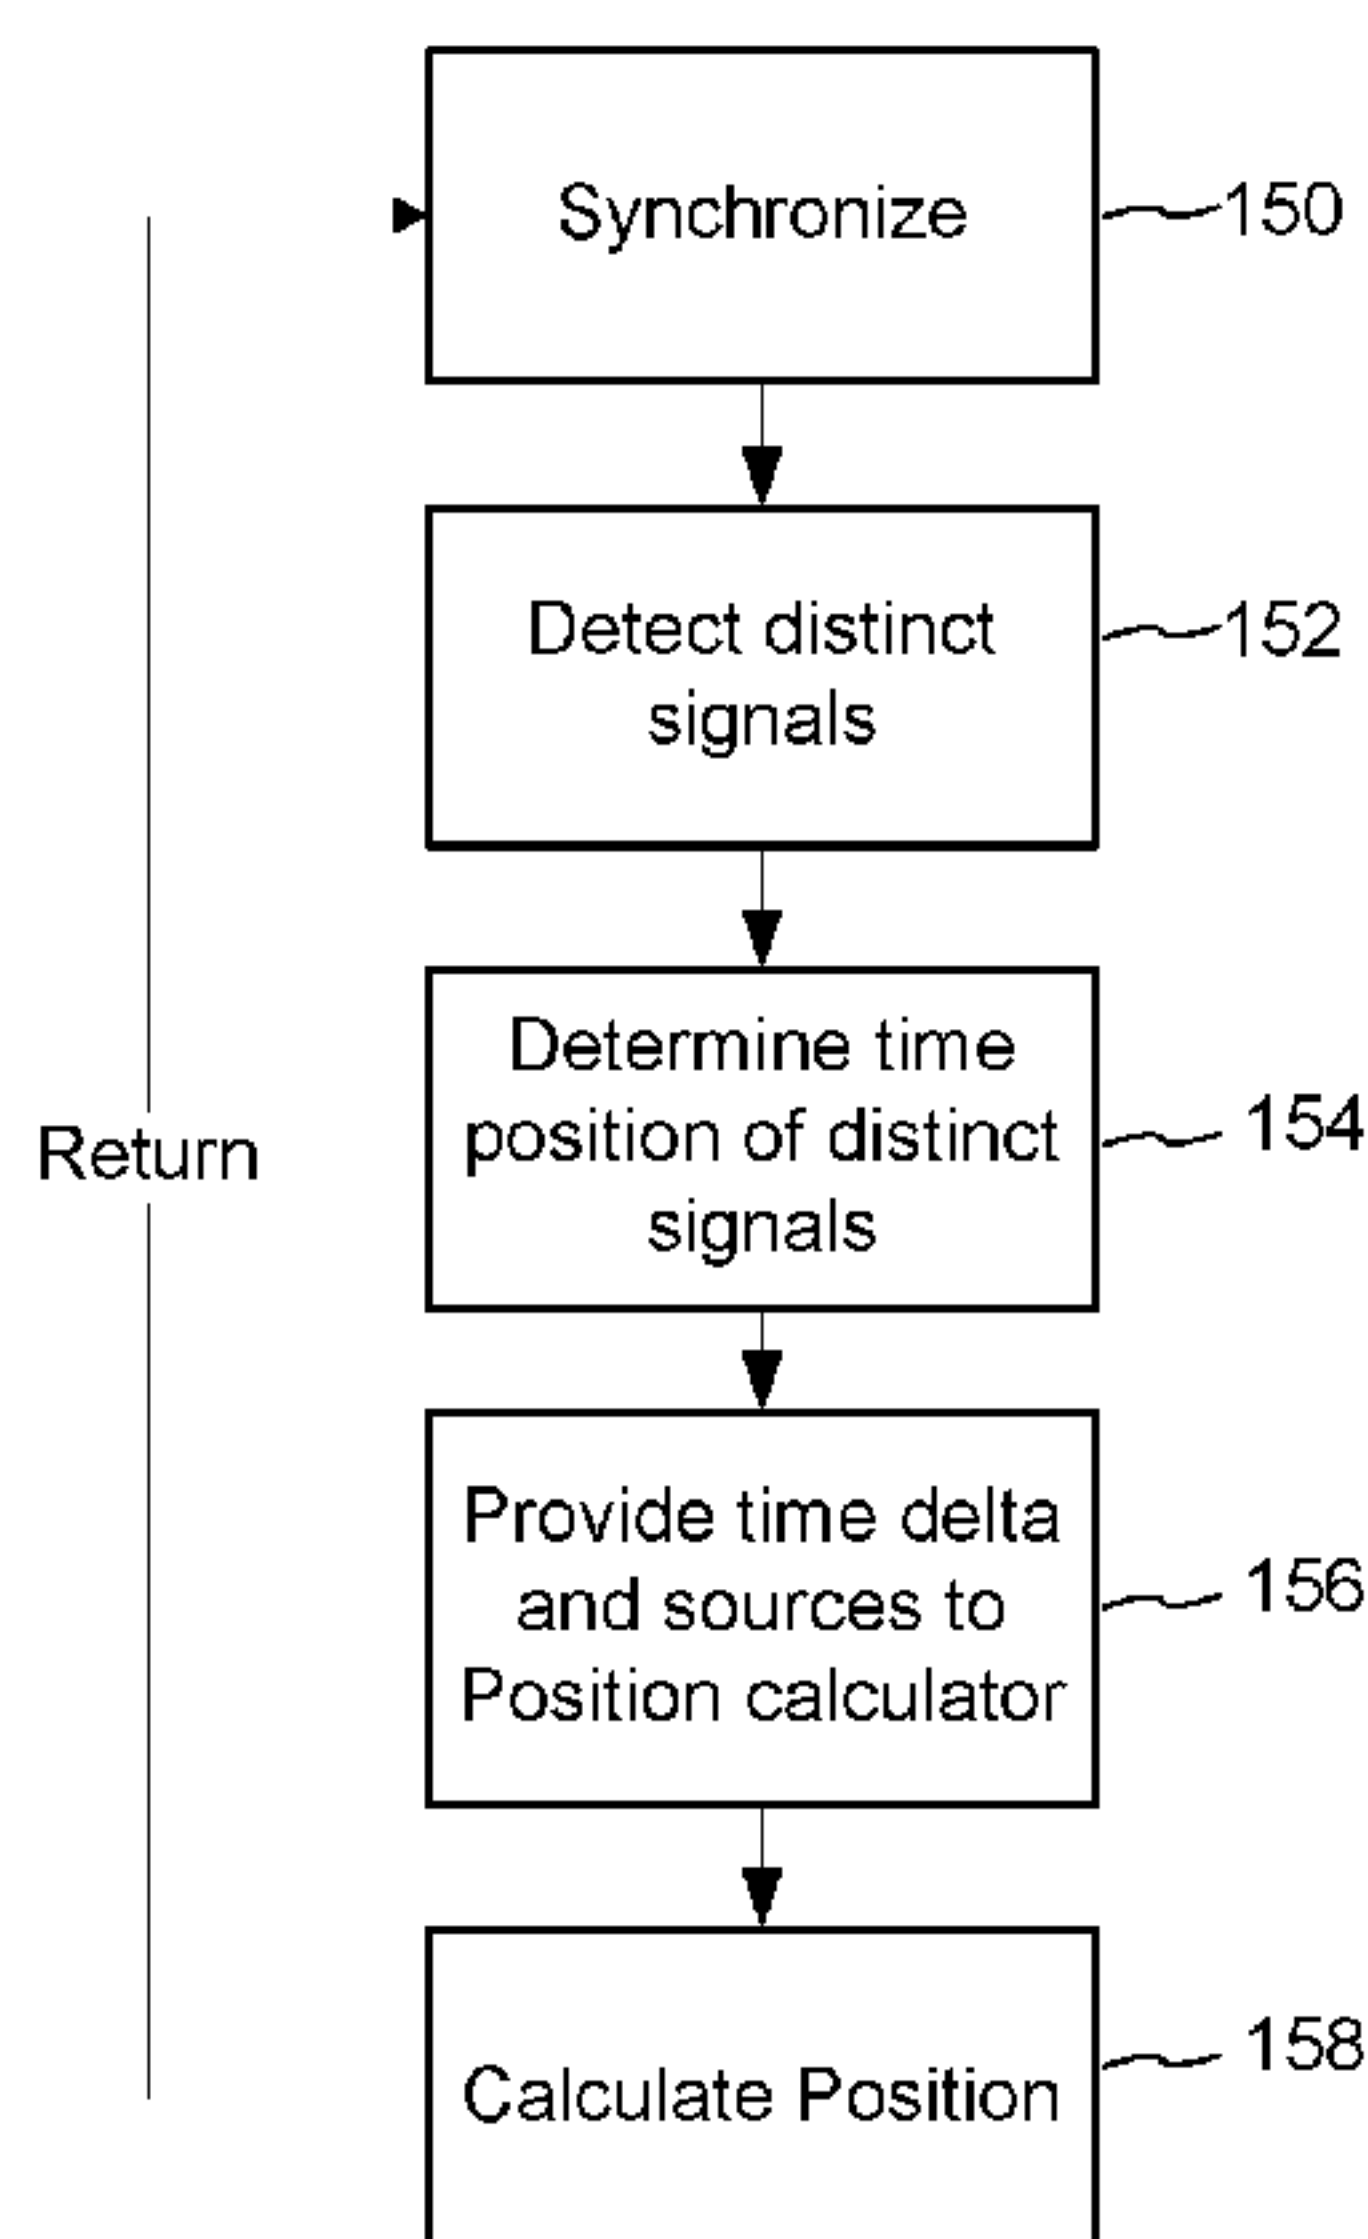 Synchronize
150
Detect distinct
signals
152
Determine time
position of distinct
signals
154
Return
Provide time delta
and sources to
Position calculator
156
Calculate Position
158